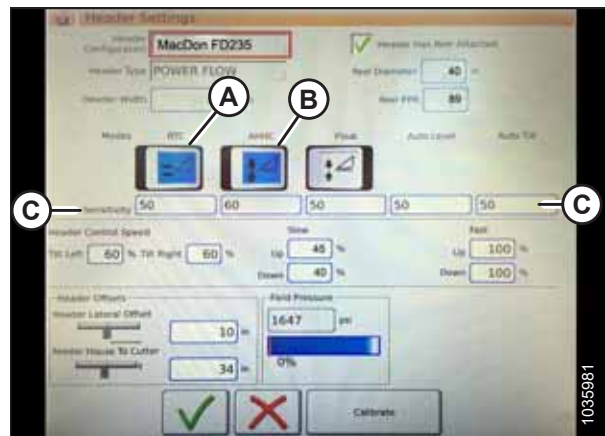 Header Settings
Header Configuration MacDon FD235
Header Has Reel Attached
Header Type POWER FLOW
Reel Diameter 40 in
Header Width
Reel PPR 89
A B
Modes RTC AHHC Float Auto Level Auto Tilt
C Sensitivity 50 60 50 50 50 C
Header Control Speed Slow Fast
Tilt Left 60 % Tilt Right 60 % Up 45 % Up 100 %
Down 40 % Down 100 %
Header Offsets Field Pressure
Header Lateral Offset 10 in 1647 psi
Feeder House To Cutter 34 in 0%
Calibrate
1035981